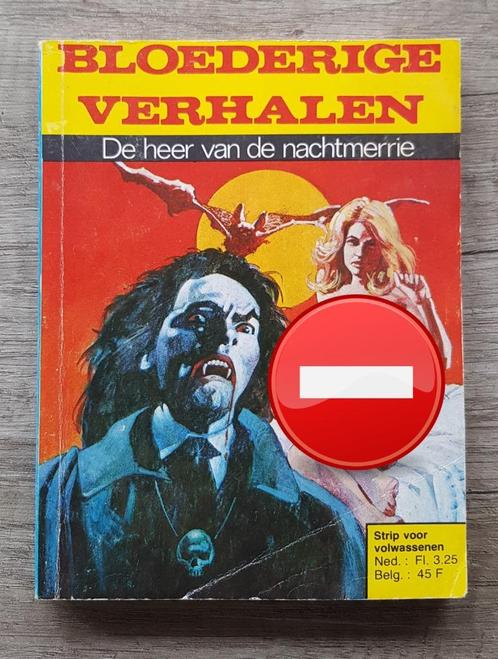 BLOEDERIGE
VERHALEN
De heer van de nachtmerrie
Strip voor
volwassenen
Ned. : Fl. 3.25
Belg. : 45 F